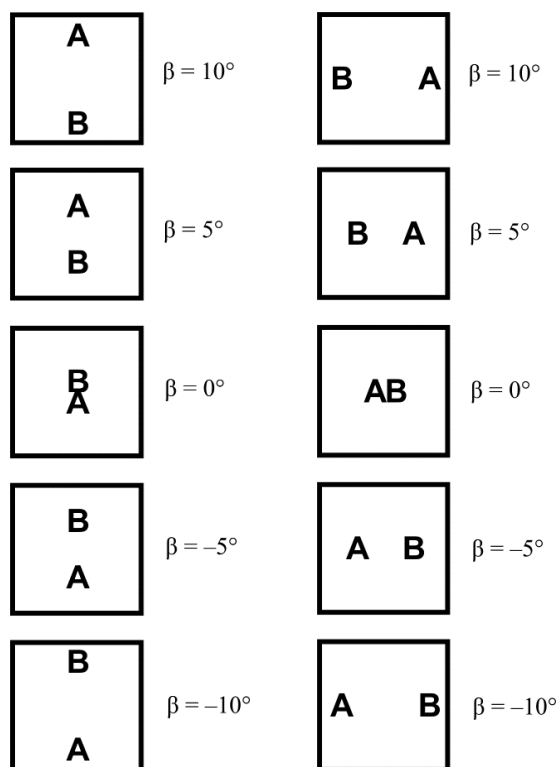 A
B
β = 10°
B A
β = 10°
A
B
β = 5°
B A
β = 5°
B
A
β = 0°
AB
β = 0°
B
A
β = –5°
A B
β = –5°
B
A
β = –10°
A B
β = –10°